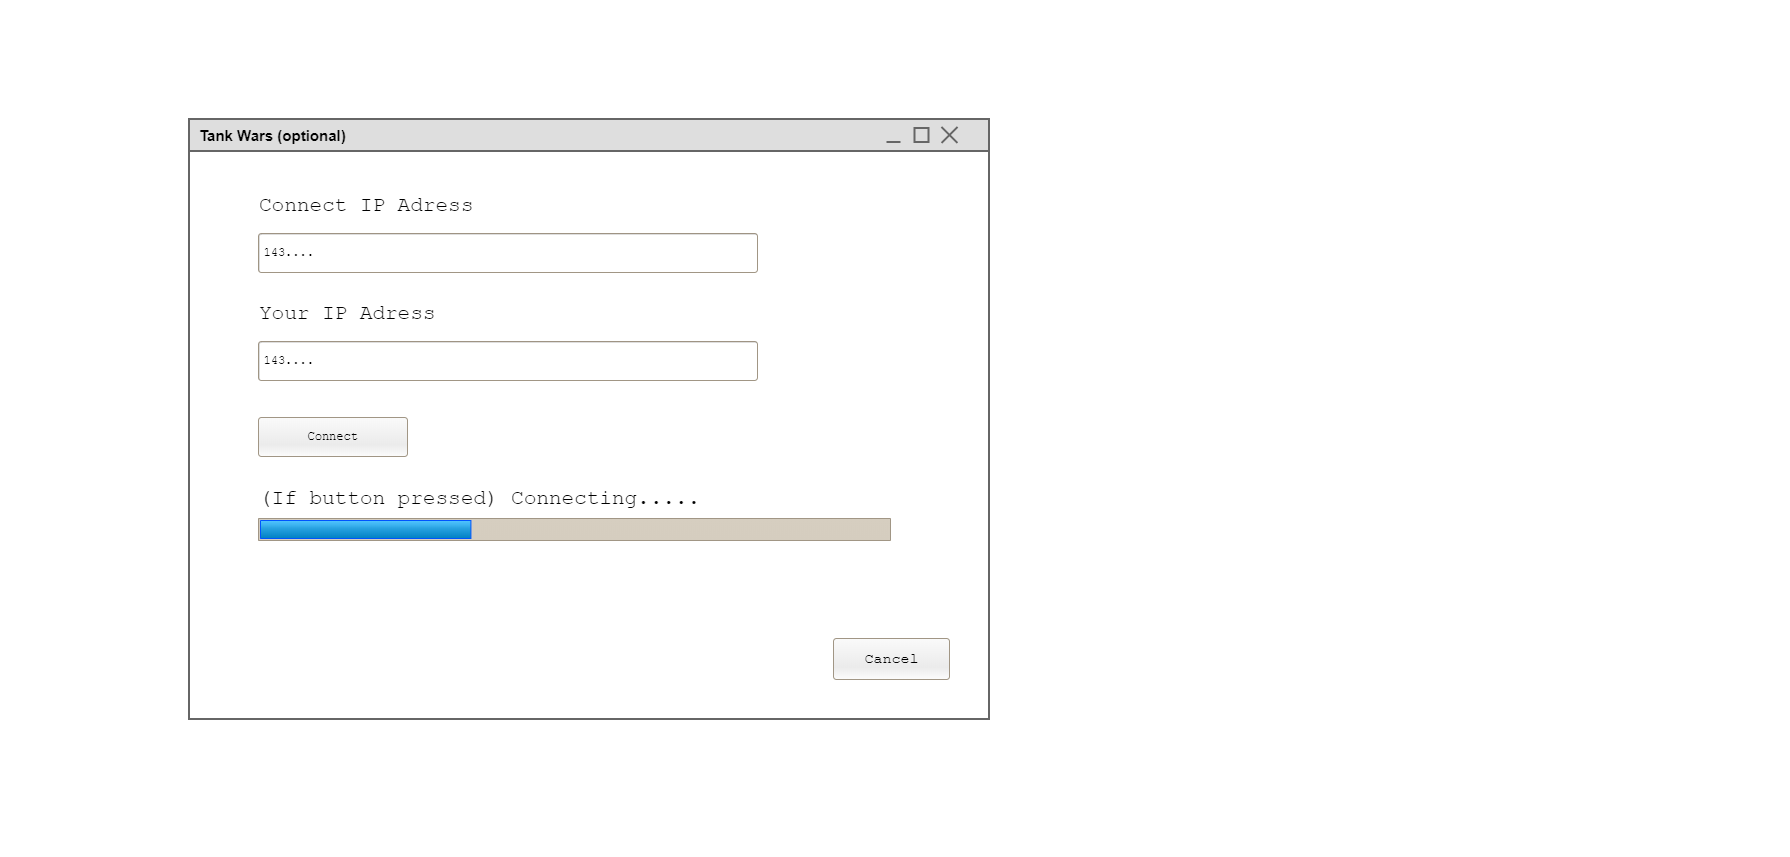 Tank Wars (optional)
Connect IP Adress
143....
Your IP Adress
143....
Connect
(If button pressed) Connecting.....
Cancel